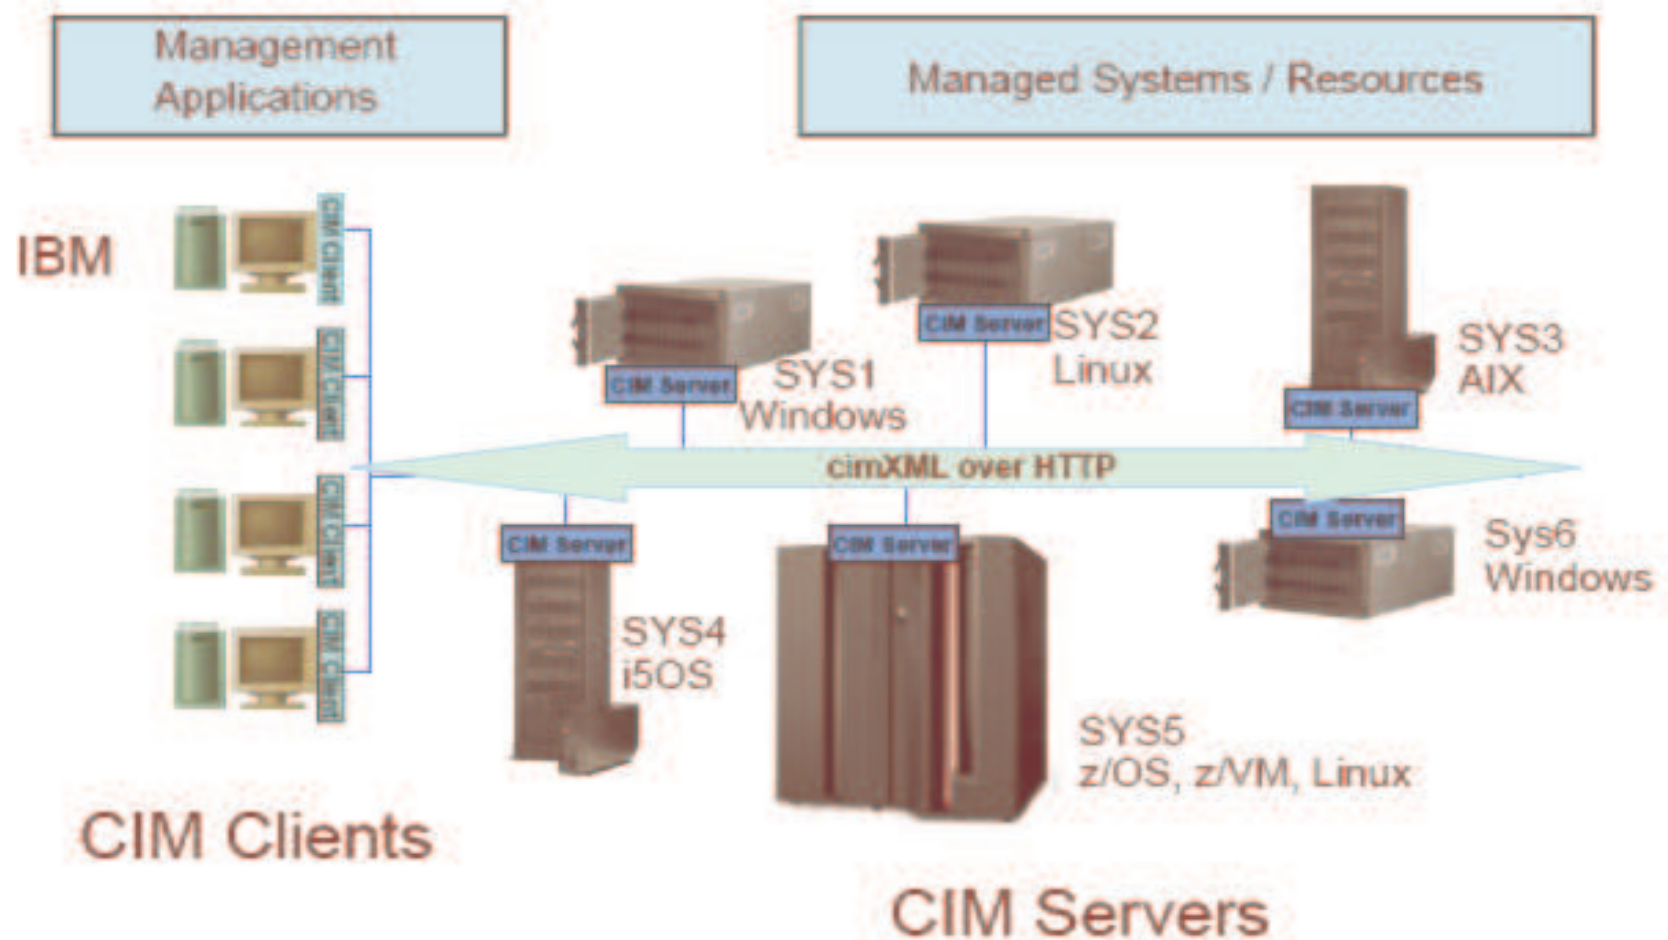 Management
Applications
Managed Systems / Resources
IBM
CIM Client
CIM Client
CIM Client
CIM Client
CIM Server
SYS1
Windows
CIM Server
SYS2
Linux
CIM Server
SYS3
AIX
cimXML over HTTP
CIM Server
SYS4
i5OS
CIM Server
SYS5
z/OS, z/VM, Linux
CIM Server
Sys6
Windows
CIM Clients
CIM Servers